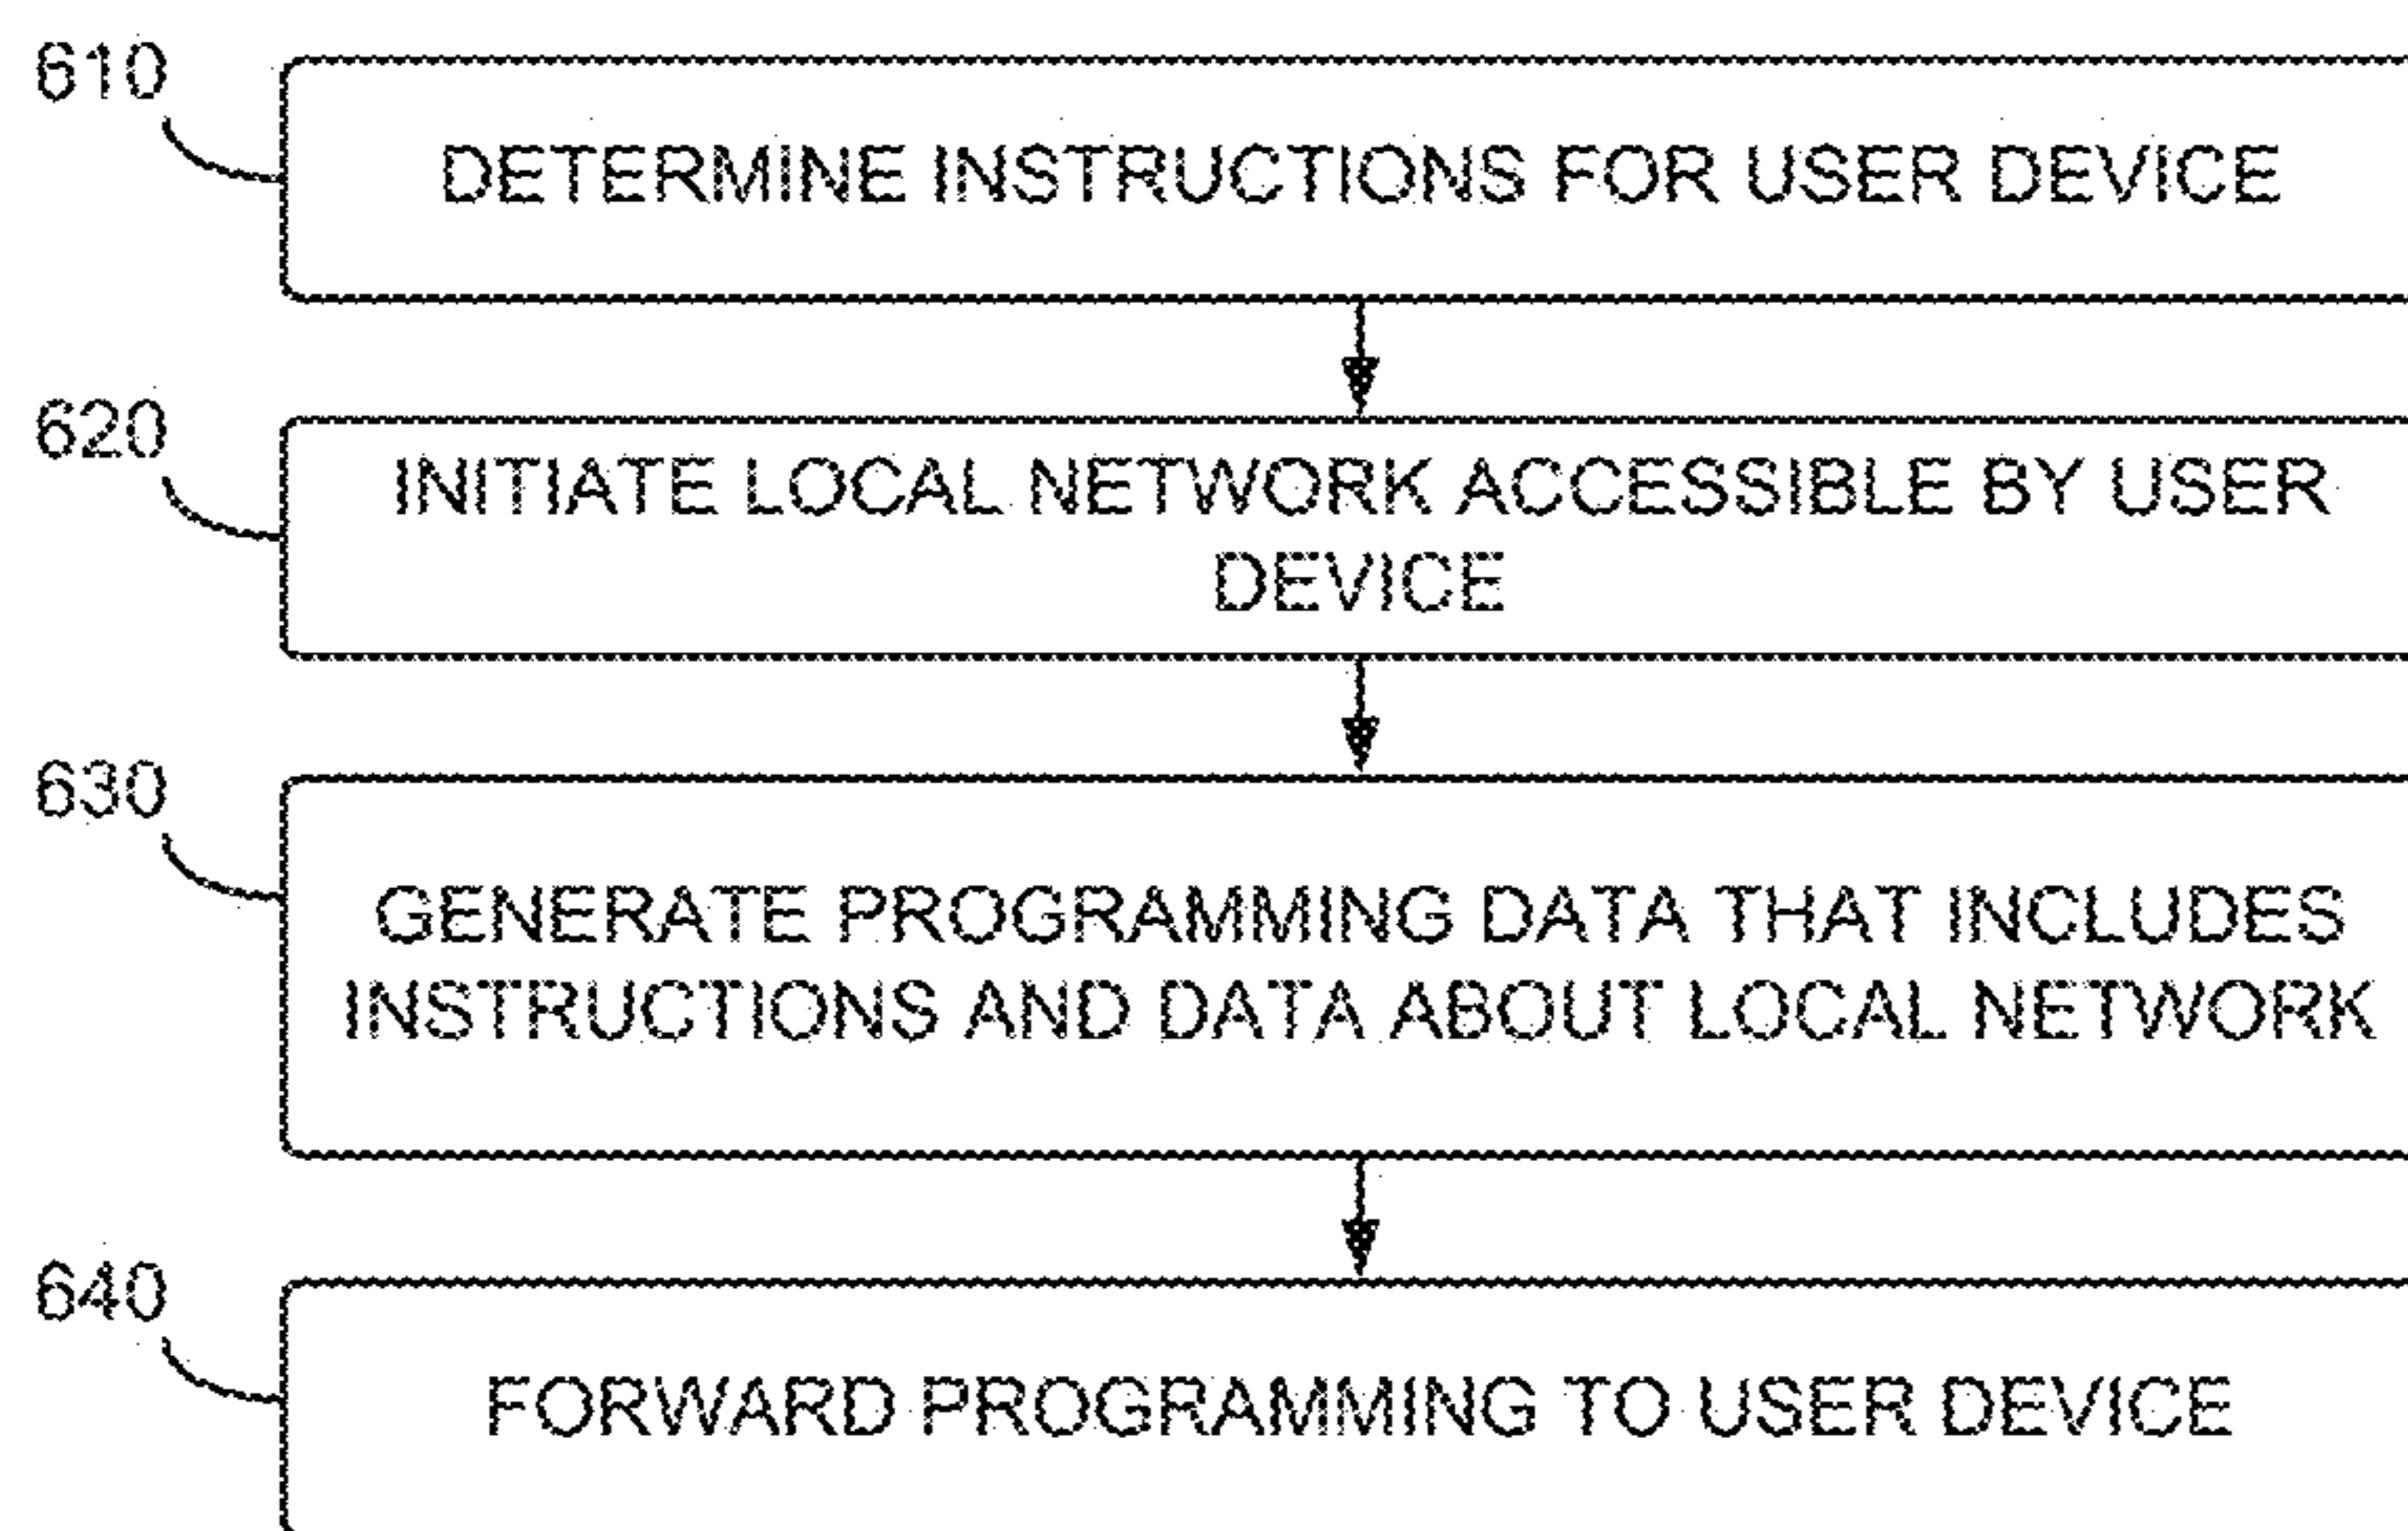 610
DETERMINE INSTRUCTIONS FOR USER DEVICE
620
INITIATE LOCAL NETWORK ACCESSIBLE BY USER
DEVICE
630
GENERATE PROGRAMMING DATA THAT INCLUDES
INSTRUCTIONS AND DATA ABOUT LOCAL NETWORK
640
FORWARD PROGRAMMING TO USER DEVICE